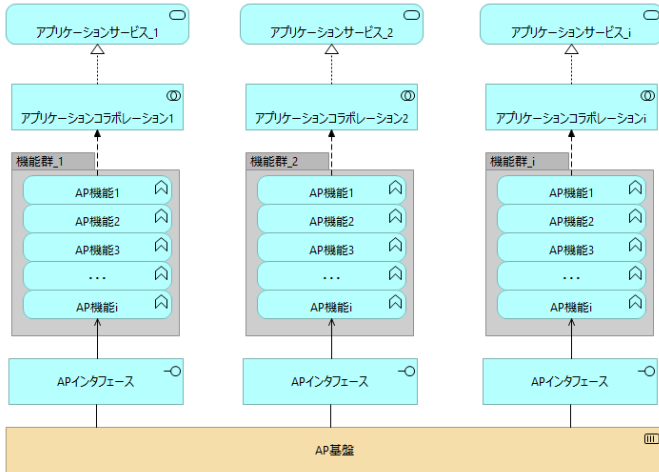 アプリケーションサービス_1
アプリケーションサービス_2
アプリケーションサービス_i
アプリケーションコラボレーション1
アプリケーションコラボレーション2
アプリケーションコラボレーションi
機能群_1
機能群_2
機能群_i
AP機能1
AP機能2
AP機能3
...
AP機能i
AP機能1
AP機能2
AP機能3
...
AP機能i
AP機能1
AP機能2
AP機能3
...
AP機能i
APインタフェース
APインタフェース
APインタフェース
AP基盤